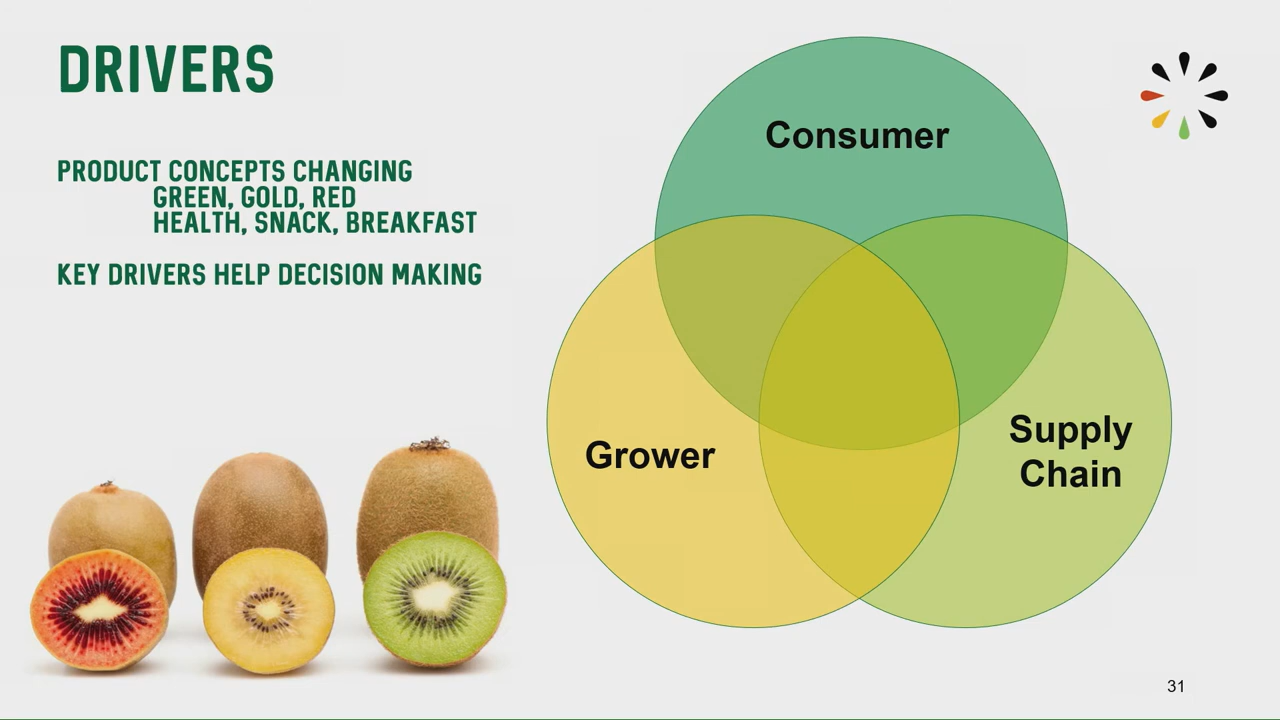 DRIVERS
PRODUCT CONCEPTS CHANGING
GREEN, GOLD, RED
HEALTH, SNACK, BREAKFAST
KEY DRIVERS HELP DECISION MAKING
Consumer
Grower
Supply
Chain
31